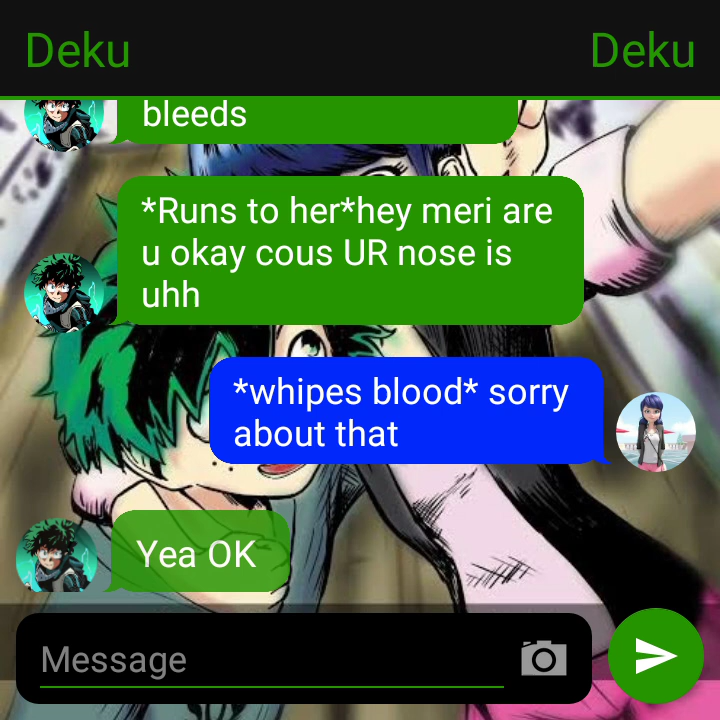 Deku
Deku
bleeds
*Runs to her*hey meri are
u okay cous UR nose is
uhh
*whipes blood* sorry
about that
Yea OK
Message